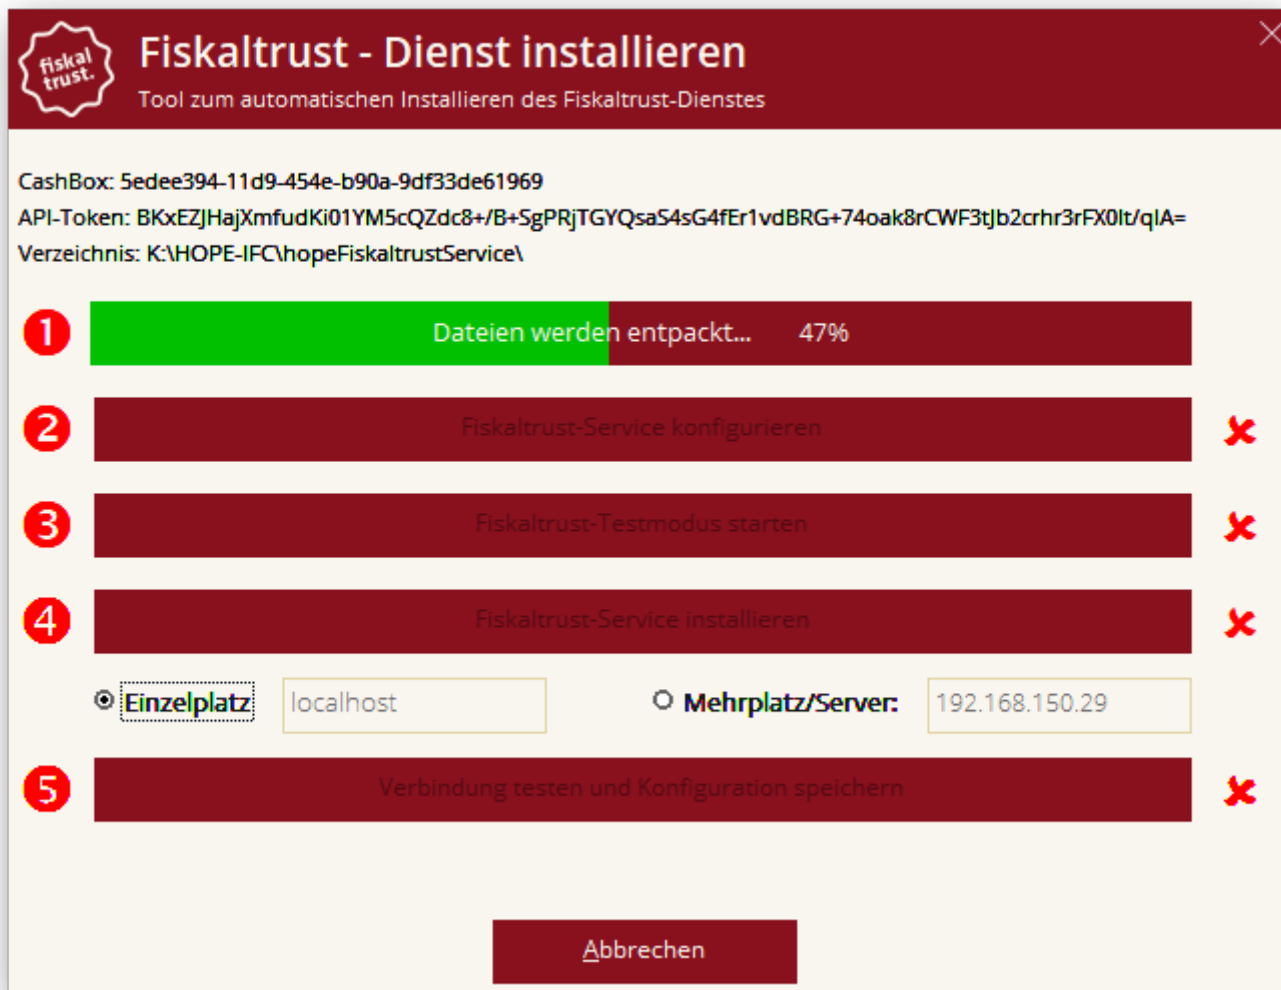 fiskal
trust.
Fiskaltrust - Dienst installieren
Tool zum automatischen Installieren des Fiskaltrust-Dienstes
CashBox: 5edee394-11d9-454e-b90a-9df33de61969
API-Token: BKxEZJHajXmfudKi01YM5cQZdc8+/B+SgPRjTGYQsaS4sG4fEr1vdBRG+74oak8rCWF3tJb2crhr3rFX0lt/qIA=
Verzeichnis: K:\HOPE-IFC\hopeFiskaltrustService\
1 Dateien werden entpackt... 47%
2 Fiskaltrust-Service konfigurieren
3 Fiskaltrust-Testmodus starten
4 Fiskaltrust-Service installieren
Einzelplatz localhost Mehrplatz/Server: 192.168.150.29
5 Verbindung testen und Konfiguration speichern
Abbrechen